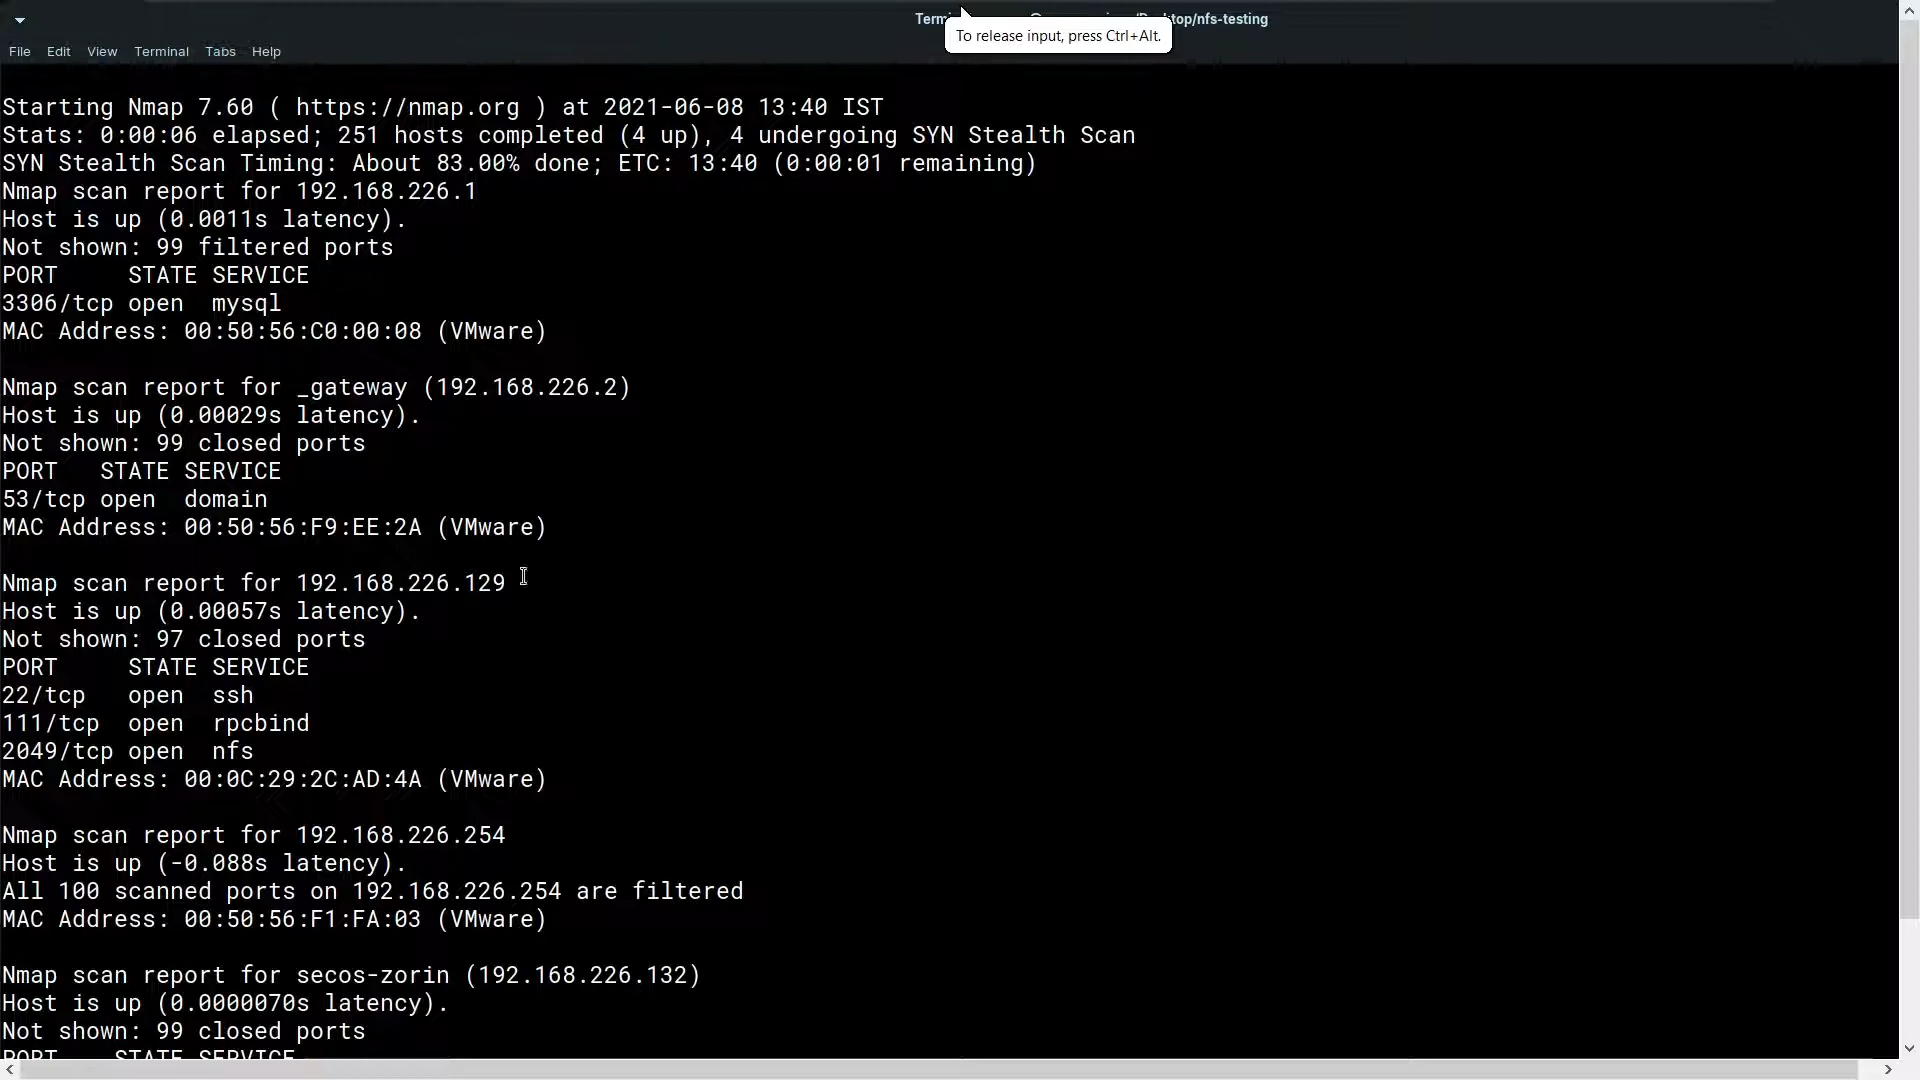 Termi /Desktop/nfs-testing
To release input, press Ctrl+Alt.
File Edit View Terminal Tabs Help
Starting Nmap 7.60 ( https://nmap.org ) at 2021-06-08 13:40 IST
Stats: 0:00:06 elapsed; 251 hosts completed (4 up), 4 undergoing SYN Stealth Scan
SYN Stealth Scan Timing: About 83.00% done; ETC: 13:40 (0:00:01 remaining)
Nmap scan report for 192.168.226.1
Host is up (0.0011s latency).
Not shown: 99 filtered ports
PORT     STATE SERVICE
3306/tcp open  mysql
MAC Address: 00:50:56:C0:00:08 (VMware)
Nmap scan report for _gateway (192.168.226.2)
Host is up (0.00029s latency).
Not shown: 99 closed ports
PORT   STATE SERVICE
53/tcp open  domain
MAC Address: 00:50:56:F9:EE:2A (VMware)
Nmap scan report for 192.168.226.129
Host is up (0.00057s latency).
Not shown: 97 closed ports
PORT     STATE SERVICE
22/tcp   open  ssh
111/tcp  open  rpcbind
2049/tcp open  nfs
MAC Address: 00:0C:29:2C:AD:4A (VMware)
Nmap scan report for 192.168.226.254
Host is up (-0.088s latency).
All 100 scanned ports on 192.168.226.254 are filtered
MAC Address: 00:50:56:F1:FA:03 (VMware)
Nmap scan report for secos-zorin (192.168.226.132)
Host is up (0.0000070s latency).
Not shown: 99 closed ports
PORT    STATE SERVICE